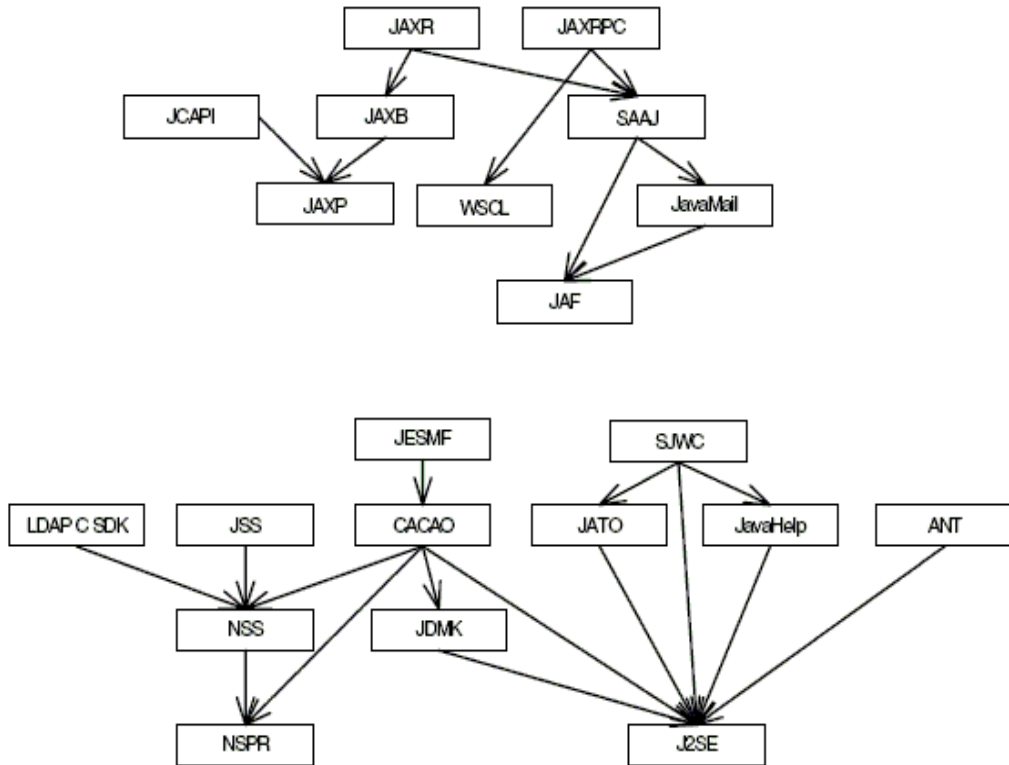 JAXR
JAXRPC
JCAPI
JAXB
SAAJ
JAXP
WSCL
JavaMail
JAF
JESMF
SJWC
LDAP C SDK
JSS
CACAO
JATO
JavaHelp
ANT
NSS
JDMK
NSPR
J2SE